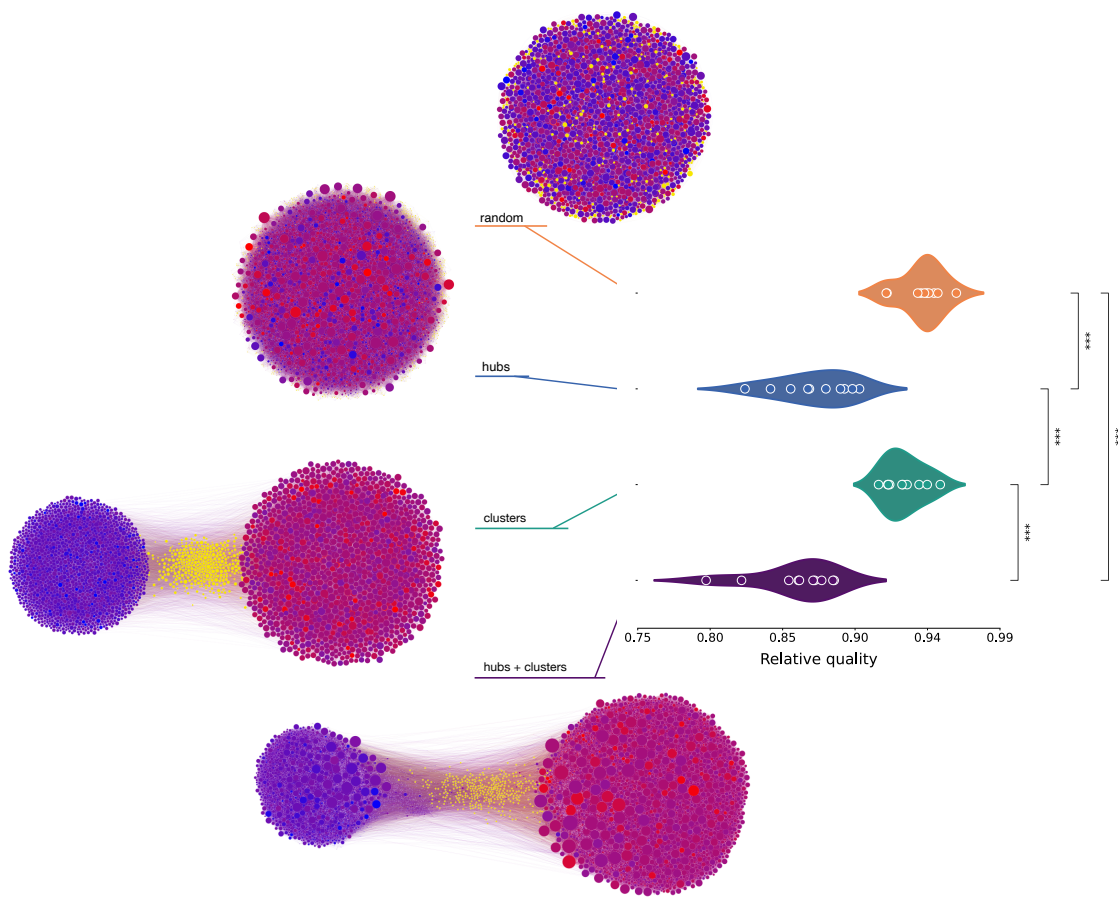 random
hubs
clusters
hubs + clusters
***
***
***
***
0.75 0.80 0.85 0.90 0.94 0.99
Relative quality